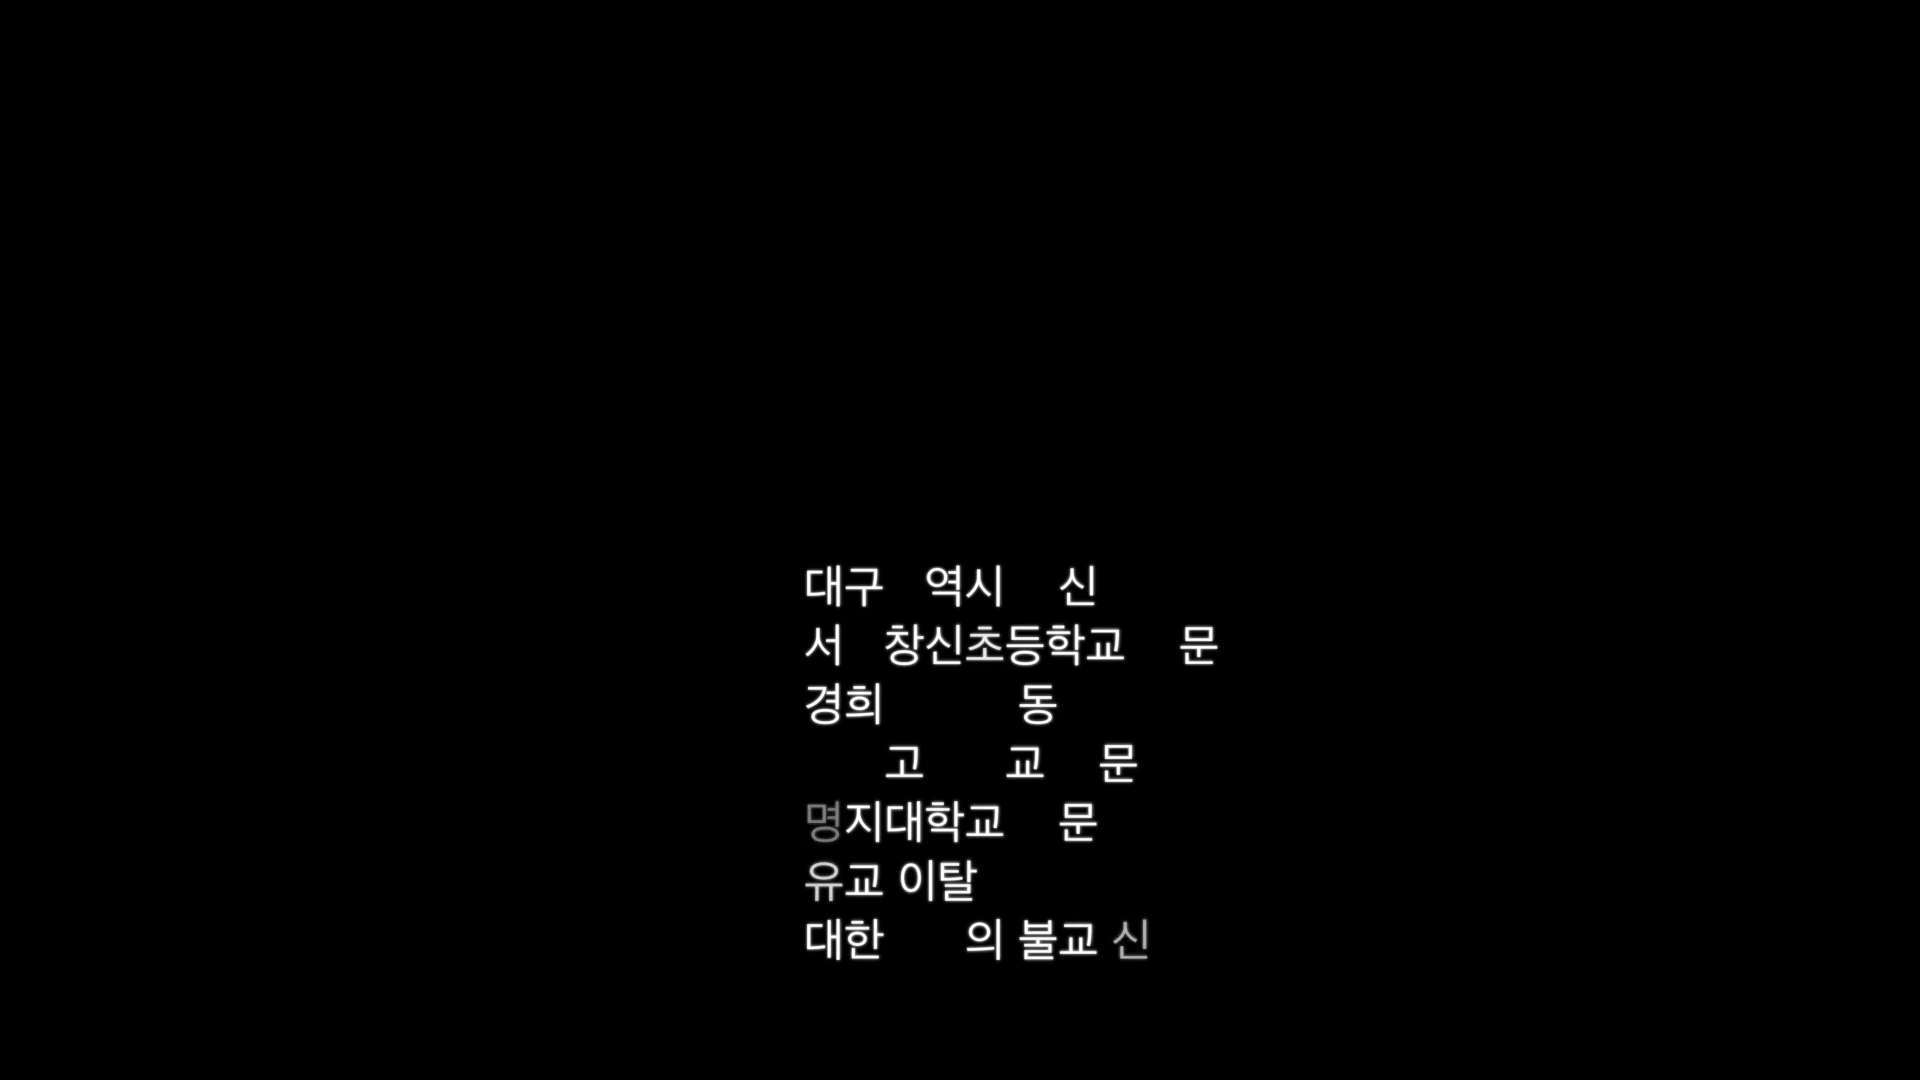 대구 역시 신
서 창신초등학교 문
경희 동
고 교 문
명지대학교 문
유교 이탈
대한 의 불교 신